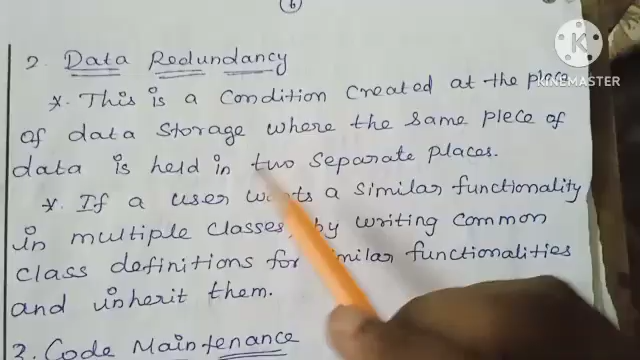 6
2. Data Redundancy
*. This is a condition created at the place
of data storage where the same piece of
data is held in two separate places.
*. If a user wants a similar functionality
in multiple classes, by writing common
class definitions for similar functionalities
and inherit them.
3. Code Maintenance
KINEMASTER